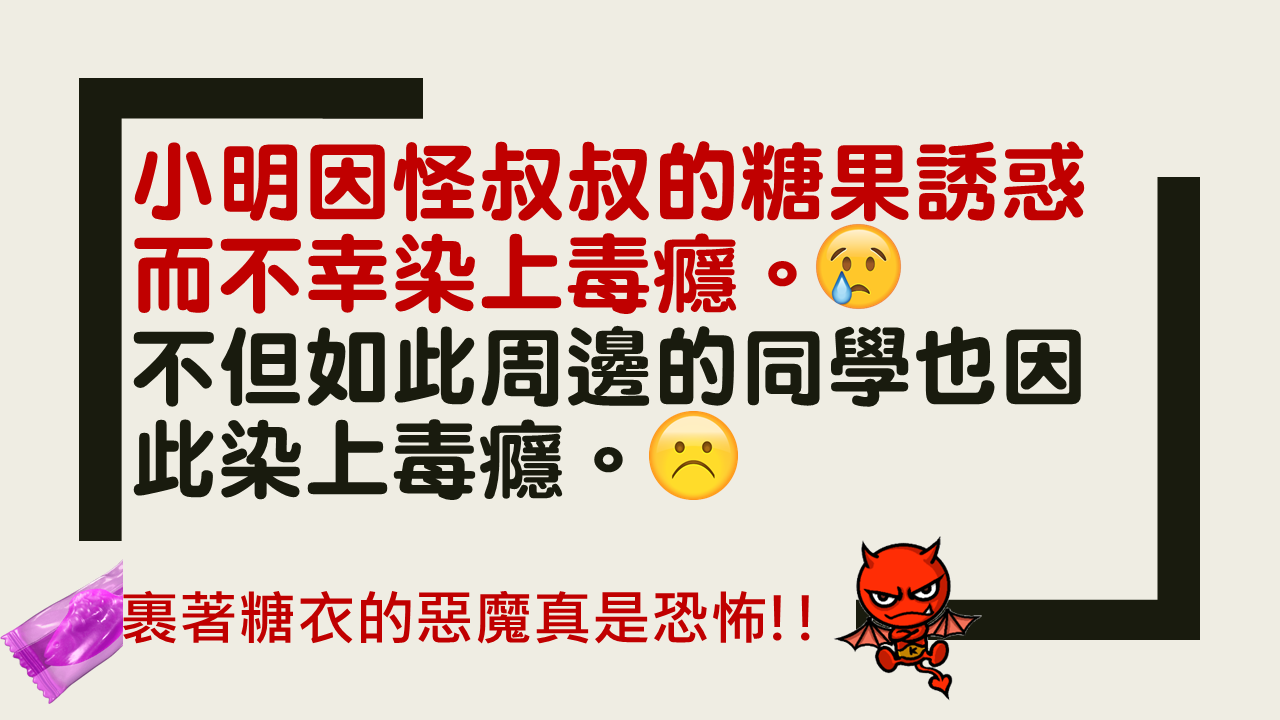 小明因怪叔叔的糖果誘惑
而不幸染上毒癮。😢
不但如此周邊的同學也因
此染上毒癮。☹️
裹著糖衣的惡魔真是恐怖!!
K